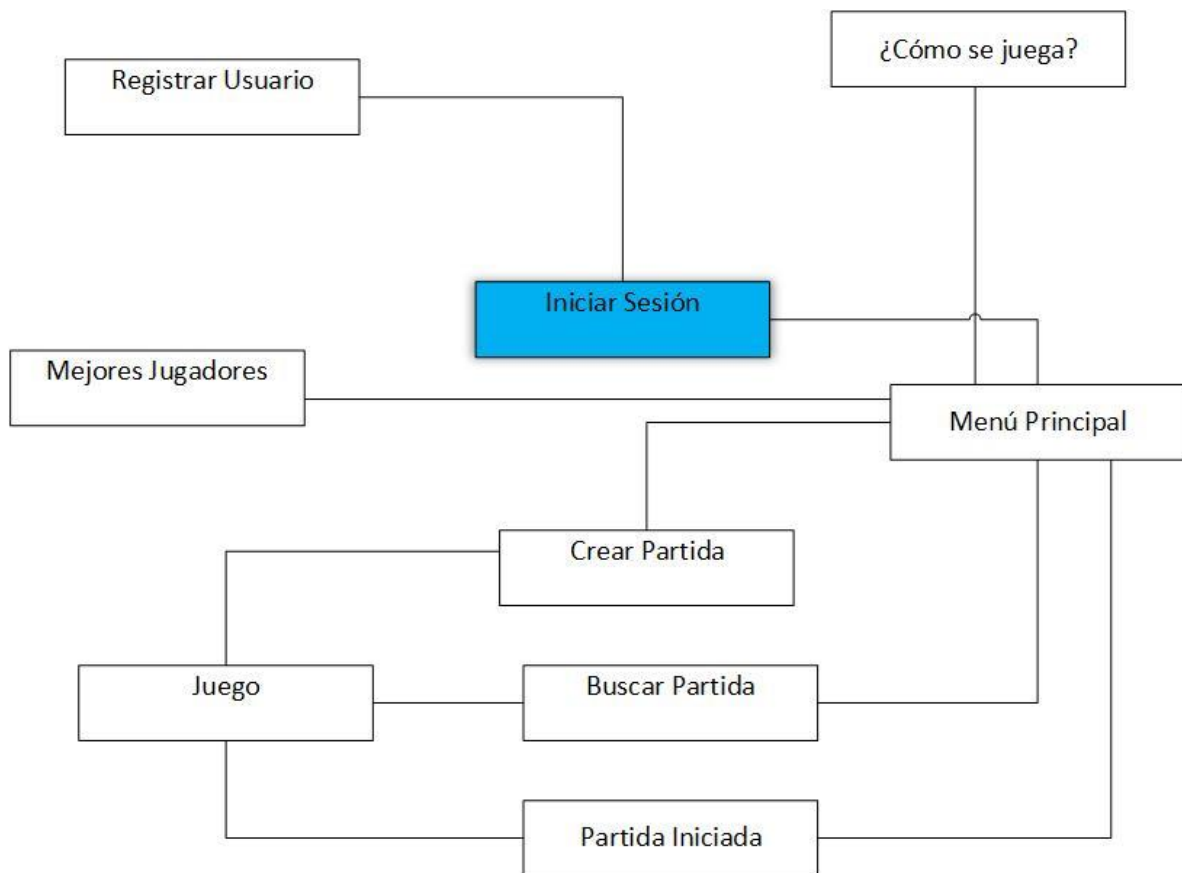 ¿Cómo se juega?
Registrar Usuario
Iniciar Sesión
Mejores Jugadores
Menú Principal
Crear Partida
Juego
Buscar Partida
Partida Iniciada